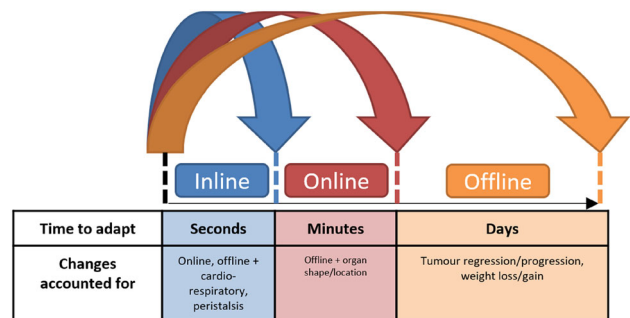 Inline Online Offline
Time to adapt Seconds Minutes Days
Changes
accounted for
Online, offline +
cardio-
respiratory,
peristalsis
Offline + organ
shape/location
Tumour regression/progression,
weight loss/gain